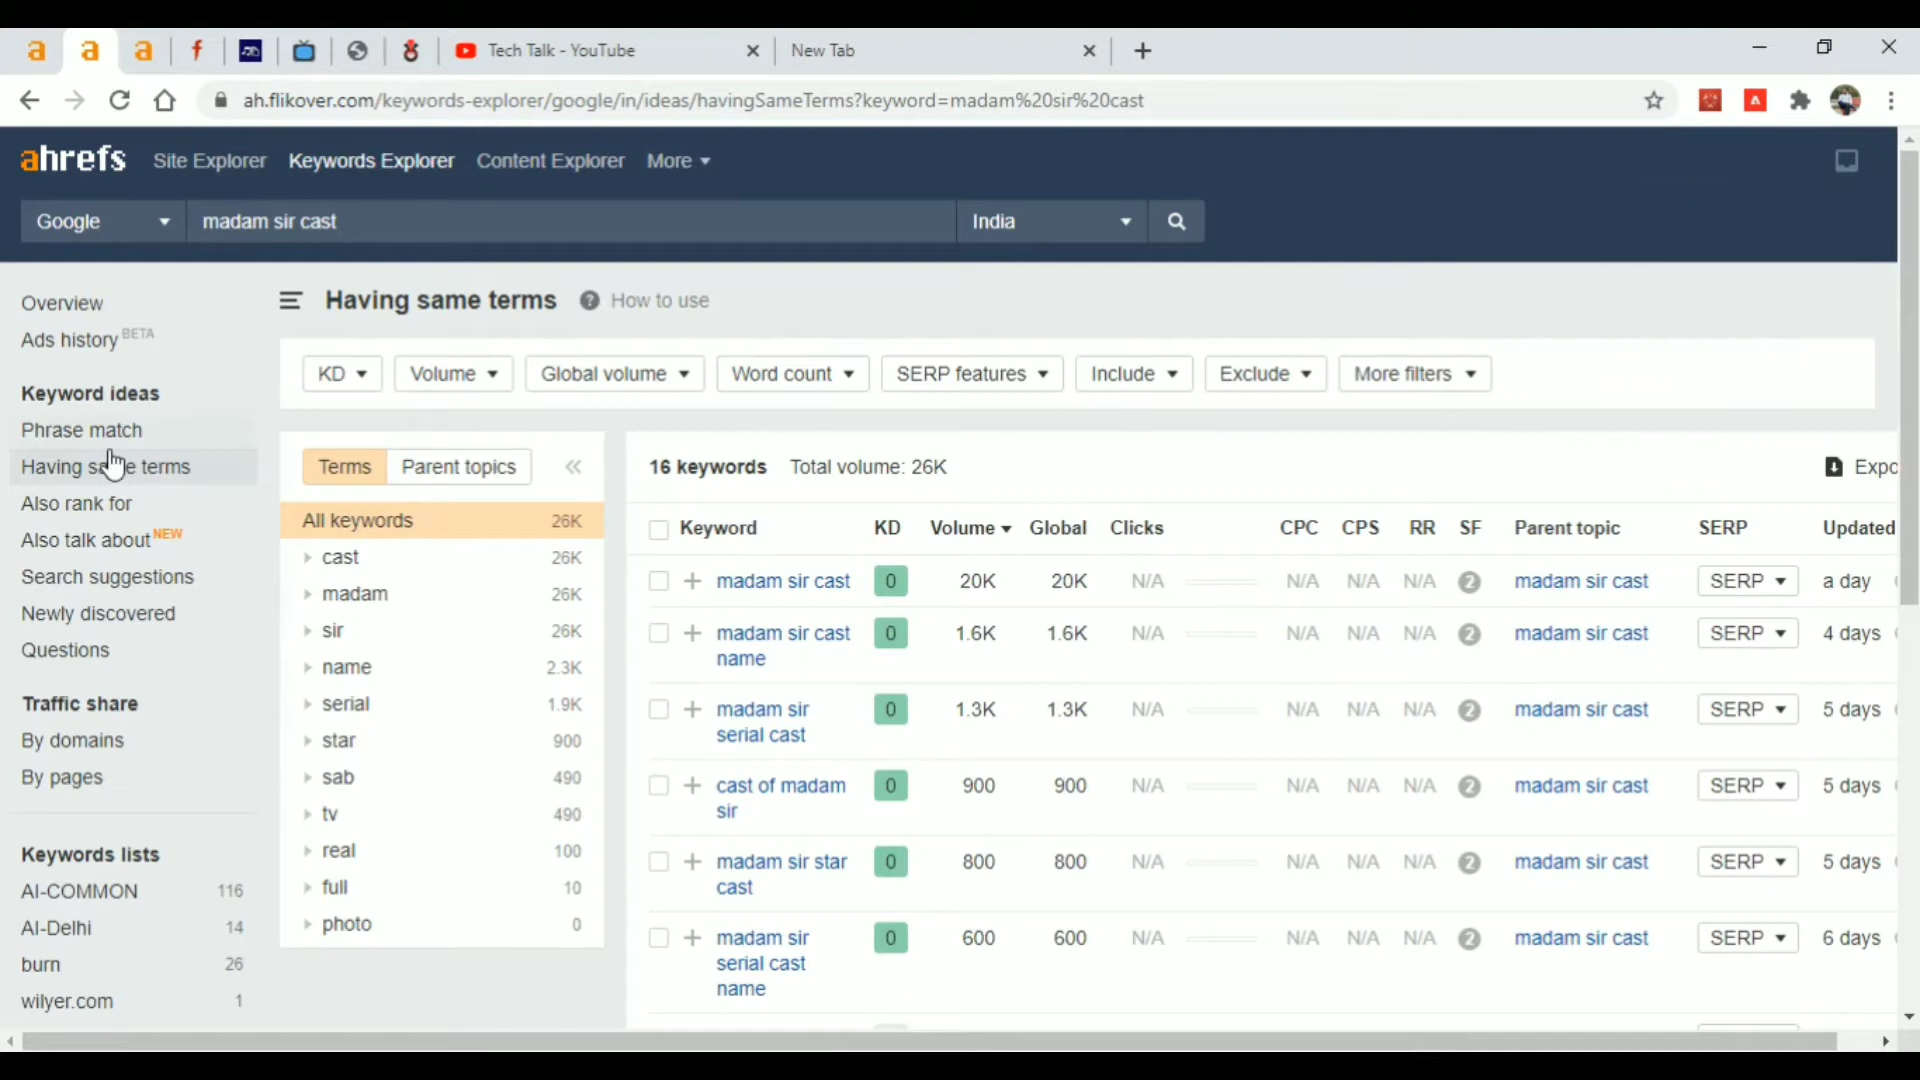 Tech Talk - YouTube
New Tab
ah.flikover.com/keywords-explorer/google/in/ideas/havingSameTerms?keyword=madam%20sir%20cast
ahrefs Site Explorer Keywords Explorer Content Explorer More
Google madam sir cast India
Overview
Ads history BETA
Keyword ideas
Phrase match
Having same terms
Also rank for
Also talk about NEW
Search suggestions
Newly discovered
Questions
Traffic share
By domains
By pages
Keywords lists
AI-COMMON 116
AI-Delhi 14
burn 26
wilyer.com 1
Having same terms ? How to use
KD Volume Global volume Word count SERP features Include Exclude More filters
Terms Parent topics
All keywords 26K
cast 26K
madam 26K
sir 26K
name 2.3K
serial 1.9K
star 900
sab 490
tv 490
real 100
full 10
photo 0
16 keywords Total volume: 26K
Keyword KD Volume Global Clicks CPC CPS RR SF Parent topic SERP Updated
madam sir cast 0 20K 20K N/A N/A N/A N/A 2 madam sir cast SERP a day
madam sir cast 0 1.6K 1.6K N/A N/A N/A N/A 2 madam sir cast SERP 4 days
name
madam sir 0 1.3K 1.3K N/A N/A N/A N/A 2 madam sir cast SERP 5 days
serial cast
cast of madam 0 900 900 N/A N/A N/A N/A 2 madam sir cast SERP 5 days
sir
madam sir star 0 800 800 N/A N/A N/A N/A 2 madam sir cast SERP 5 days
cast
madam sir 0 600 600 N/A N/A N/A N/A 2 madam sir cast SERP 6 days
serial cast
name